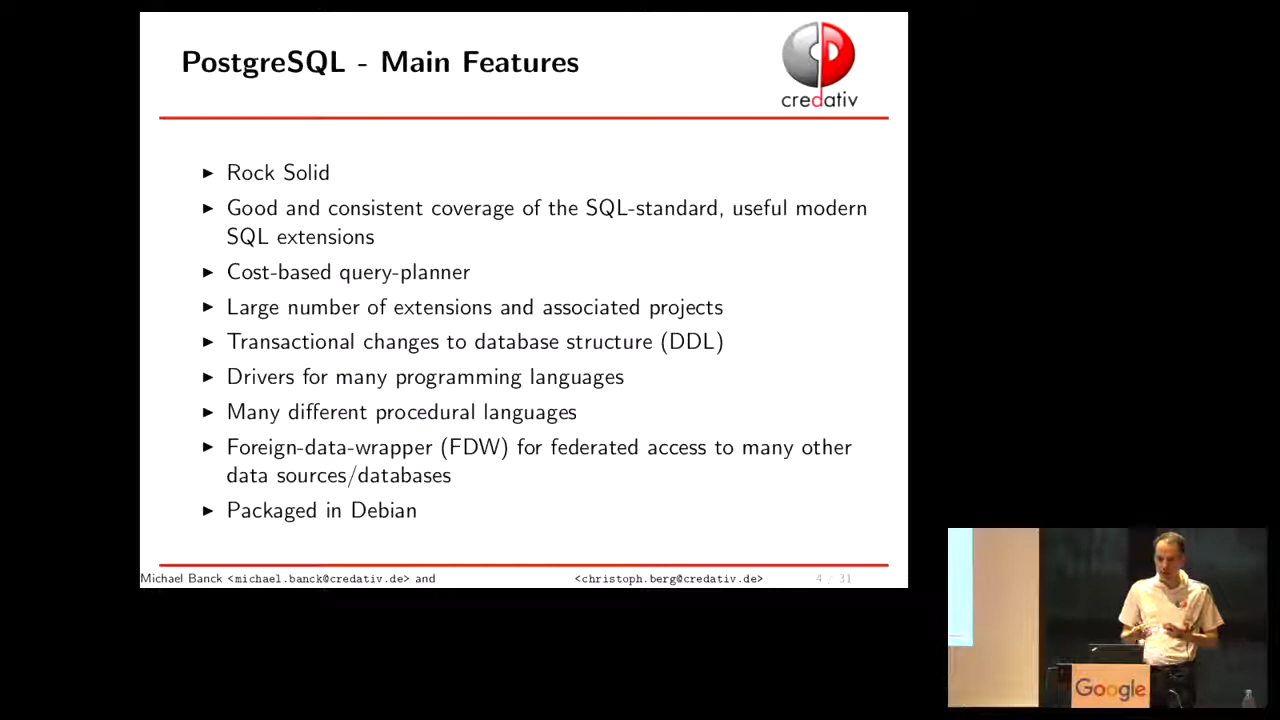 PostgreSQL - Main Features
credativ
▶ Rock Solid
▶ Good and consistent coverage of the SQL-standard, useful modern
SQL extensions
▶ Cost-based query-planner
▶ Large number of extensions and associated projects
▶ Transactional changes to database structure (DDL)
▶ Drivers for many programming languages
▶ Many different procedural languages
▶ Foreign-data-wrapper (FDW) for federated access to many other
data sources/databases
▶ Packaged in Debian
Michael Banck <michael.banck@credativ.de> and <christoph.berg@credativ.de> 4 / 31
Google